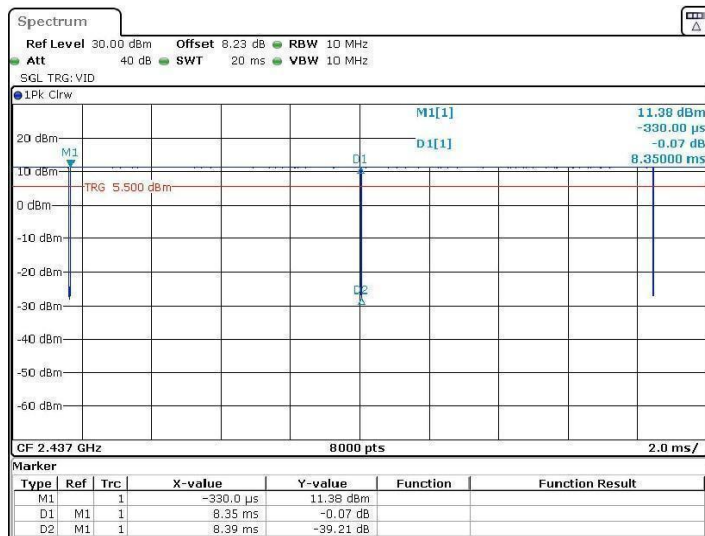 Spectrum
Ref Level 30.00 dBm Offset 8.23 dB RBW 10 MHz
Att 40 dB SWT 20 ms VBW 10 MHz
SGL TRG: VID
1Pk Clrw
M1[1] 11.38 dBm
-330.00 µs
D1[1] -0.07 dB
8.35000 ms
20 dBm
M1
D1
10 dBm
TRG 5.500 dBm
0 dBm
-10 dBm
-20 dBm
D2
-30 dBm
-40 dBm
-50 dBm
-60 dBm
CF 2.437 GHz 8000 pts 2.0 ms/
Marker
Type Ref Trc X-value Y-value Function Function Result
M1 1 -330.0 µs 11.38 dBm
D1 M1 1 8.35 ms -0.07 dB
D2 M1 1 8.39 ms -39.21 dB